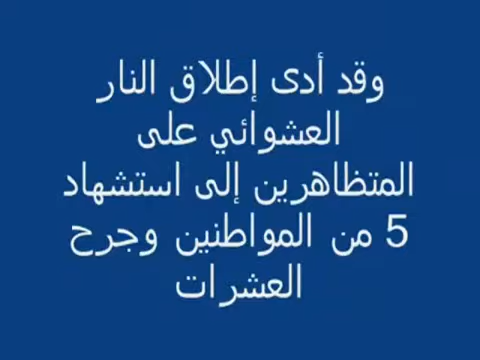 وقد أدى إطلاق النار
العشوائي على
المتظاهرين إلى استشهاد
5 من المواطنين وجرح
العشرات